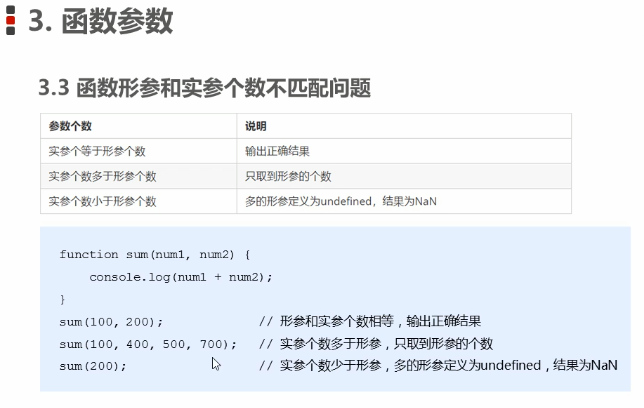 3. 函数参数
3.3 函数形参和实参个数不匹配问题
参数个数 说明
实参个等于形参个数 输出正确结果
实参个数多于形参个数 只取到形参的个数
实参个数小于形参个数 多的形参定义为undefined，结果为NaN
function sum(num1, num2) {
console.log(num1 + num2);
}
sum(100, 200); // 形参和实参个数相等，输出正确结果
sum(100, 400, 500, 700); // 实参个数多于形参，只取到形参的个数
sum(200); // 实参个数少于形参，多的形参定义为undefined，结果为NaN